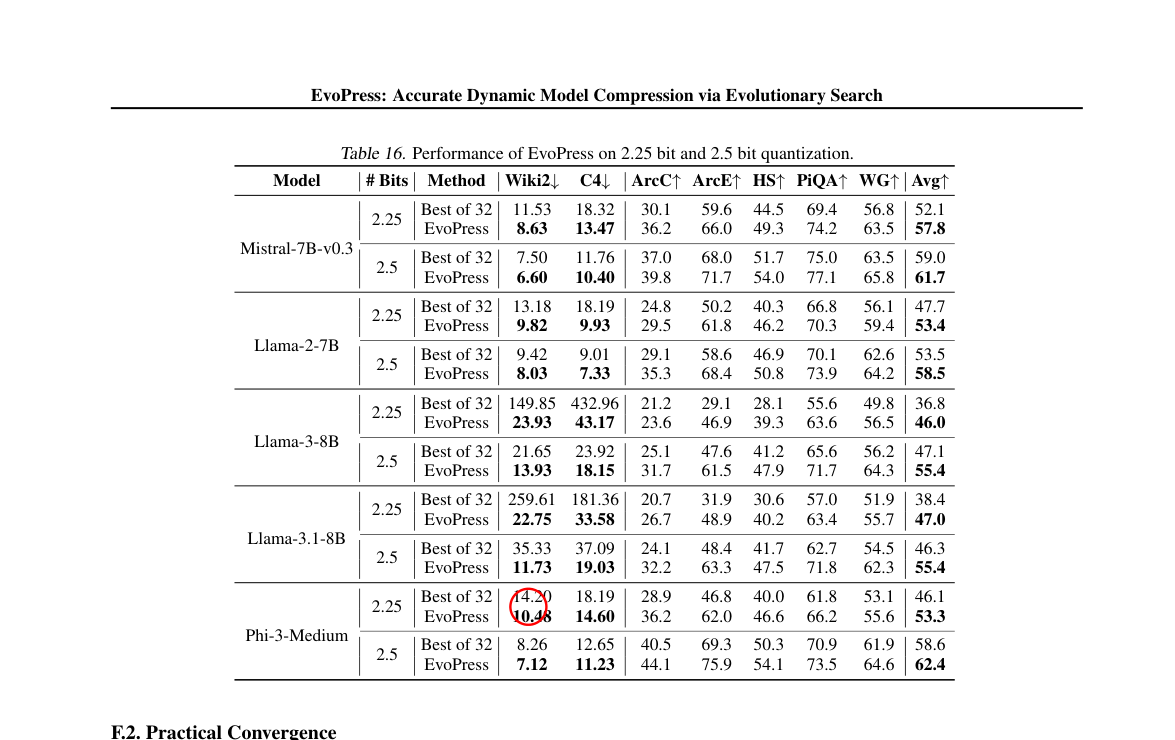 EvoPress: Accurate Dynamic Model Compression via Evolutionary Search
Table 16. Performance of EvoPress on 2.25 bit and 2.5 bit quantization.
Model # Bits Method Wiki2↓ C4↓ ArcC↑ ArcE↑ HS↑ PiQA↑ WG↑ Avg↑
Mistral-7B-v0.3
2.25
Best of 32 11.53 18.32 30.1 59.6 44.5 69.4 56.8 52.1
EvoPress 8.63 13.47 36.2 66.0 49.3 74.2 63.5 57.8
2.5
Best of 32 7.50 11.76 37.0 68.0 51.7 75.0 63.5 59.0
EvoPress 6.60 10.40 39.8 71.7 54.0 77.1 65.8 61.7
Llama-2-7B
2.25
Best of 32 13.18 18.19 24.8 50.2 40.3 66.8 56.1 47.7
EvoPress 9.82 9.93 29.5 61.8 46.2 70.3 59.4 53.4
2.5
Best of 32 9.42 9.01 29.1 58.6 46.9 70.1 62.6 53.5
EvoPress 8.03 7.33 35.3 68.4 50.8 73.9 64.2 58.5
Llama-3-8B
2.25
Best of 32 149.85 432.96 21.2 29.1 28.1 55.6 49.8 36.8
EvoPress 23.93 43.17 23.6 46.9 39.3 63.6 56.5 46.0
2.5
Best of 32 21.65 23.92 25.1 47.6 41.2 65.6 56.2 47.1
EvoPress 13.93 18.15 31.7 61.5 47.9 71.7 64.3 55.4
Llama-3.1-8B
2.25
Best of 32 259.61 181.36 20.7 31.9 30.6 57.0 51.9 38.4
EvoPress 22.75 33.58 26.7 48.9 40.2 63.4 55.7 47.0
2.5
Best of 32 35.33 37.09 24.1 48.4 41.7 62.7 54.5 46.3
EvoPress 11.73 19.03 32.2 63.3 47.5 71.8 62.3 55.4
Phi-3-Medium
2.25
Best of 32 14.20 18.19 28.9 46.8 40.0 61.8 53.1 46.1
EvoPress 10.48 14.60 36.2 62.0 46.6 66.2 55.6 53.3
2.5
Best of 32 8.26 12.65 40.5 69.3 50.3 70.9 61.9 58.6
EvoPress 7.12 11.23 44.1 75.9 54.1 73.5 64.6 62.4
F.2. Practical Convergence